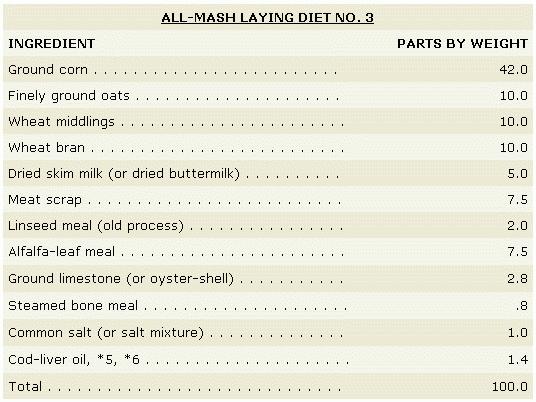 ALL-MASH LAYING DIET NO. 3
INGREDIENT PARTS BY WEIGHT
Ground corn . . . . . . . . . . . . . . . . . . . . . . . . . 42.0
Finely ground oats . . . . . . . . . . . . . . . . . . . . . 10.0
Wheat middlings . . . . . . . . . . . . . . . . . . . . . . . 10.0
Wheat bran . . . . . . . . . . . . . . . . . . . . . . . . . . 10.0
Dried skim milk (or dried buttermilk) . . . . . . . . . . 5.0
Meat scrap . . . . . . . . . . . . . . . . . . . . . . . . . . 7.5
Linseed meal (old process) . . . . . . . . . . . . . . . . 2.0
Alfalfa-leaf meal . . . . . . . . . . . . . . . . . . . . . . . 7.5
Ground limestone (or oyster-shell) . . . . . . . . . . . 2.8
Steamed bone meal . . . . . . . . . . . . . . . . . . . . . .8
Common salt (or salt mixture) . . . . . . . . . . . . . . 1.0
Cod-liver oil, *5, *6 . . . . . . . . . . . . . . . . . . . . . 1.4
Total . . . . . . . . . . . . . . . . . . . . . . . . . . . . . . 100.0